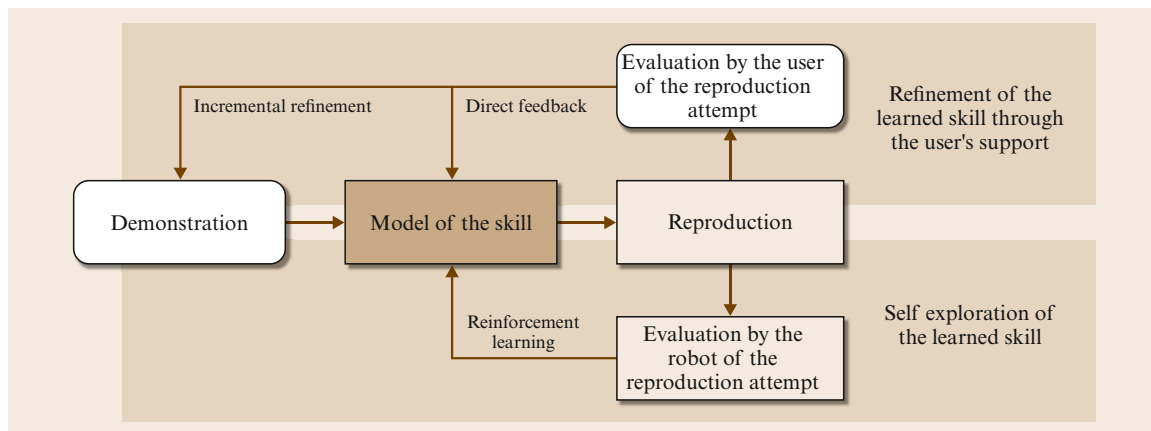 Evaluation by the user
of the reproduction
attempt
Incremental refinement
Direct feedback
Refinement of the
learned skill through
the user's support
Demonstration
Model of the skill
Reproduction
Reinforcement
learning
Evaluation by the
robot of the
reproduction attempt
Self exploration of
the learned skill